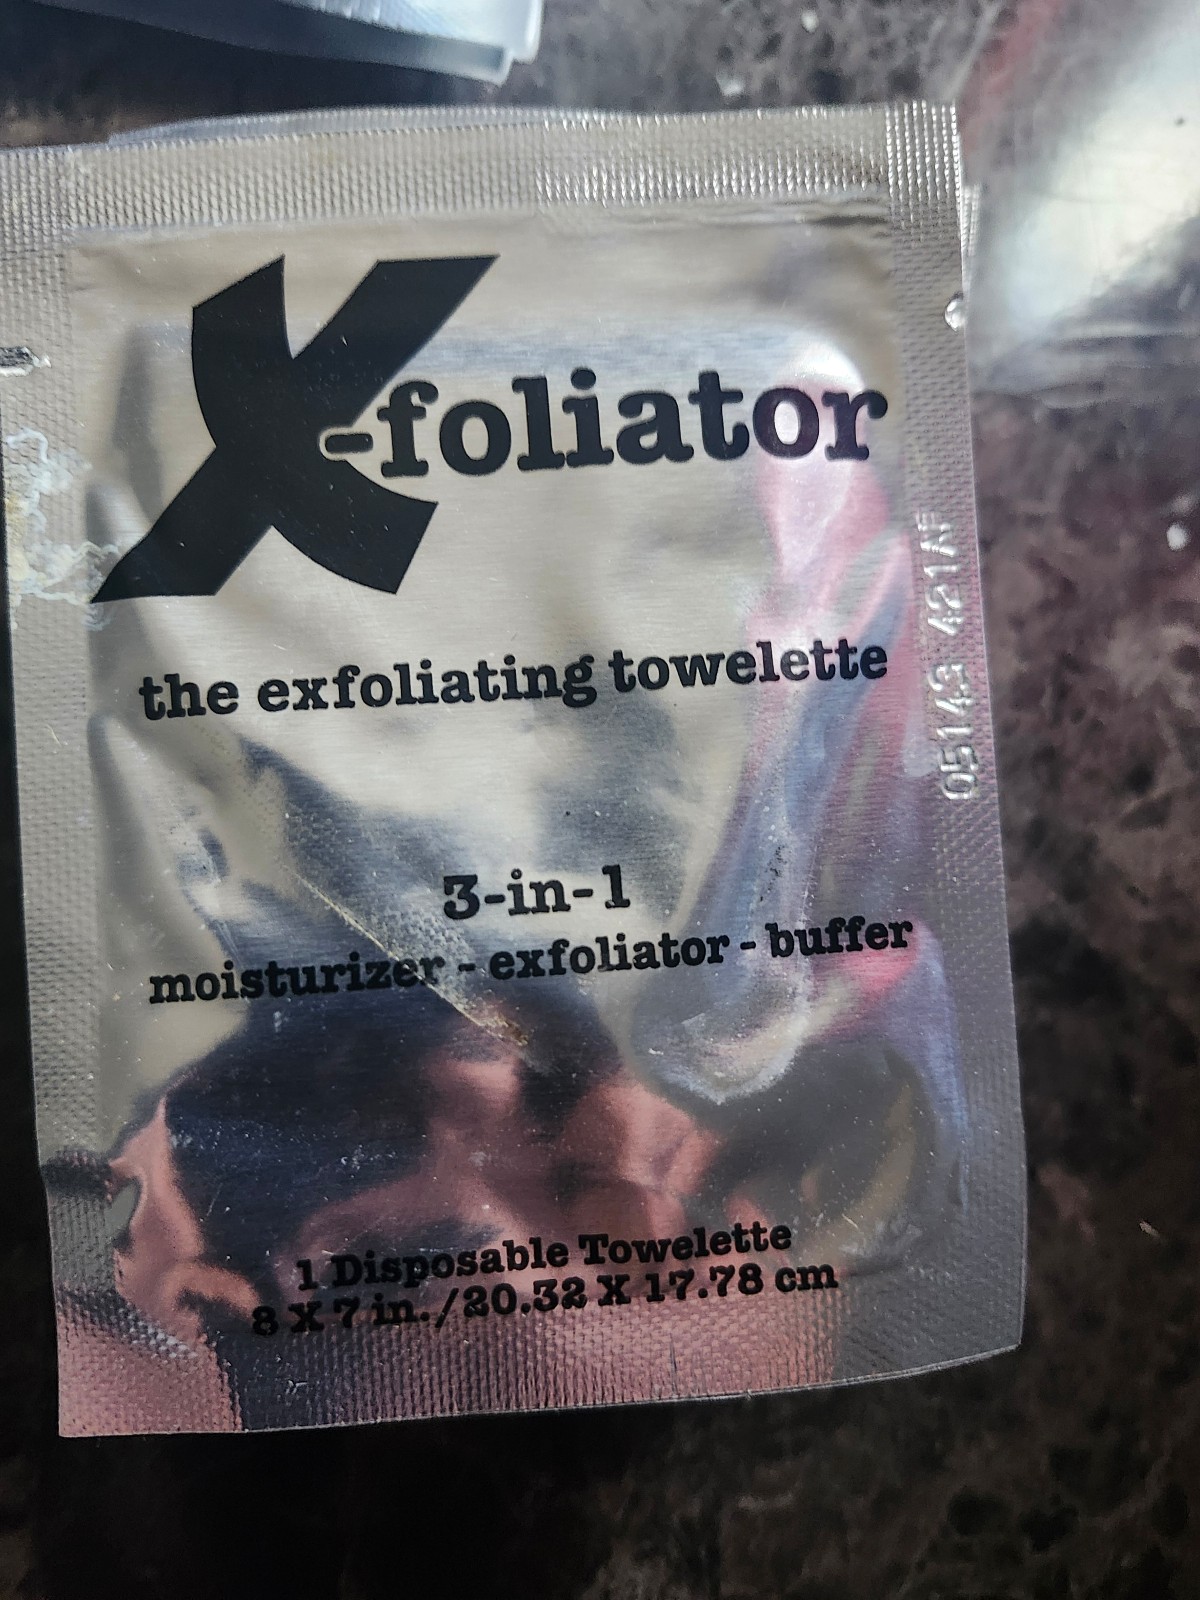 X-foliator
the exfoliating towelette
3-in-1
moisturizer - exfoliator - buffer
1 Disposable Towelette
8 X 7 in./20.32 X 17.78 cm
05143 421AF